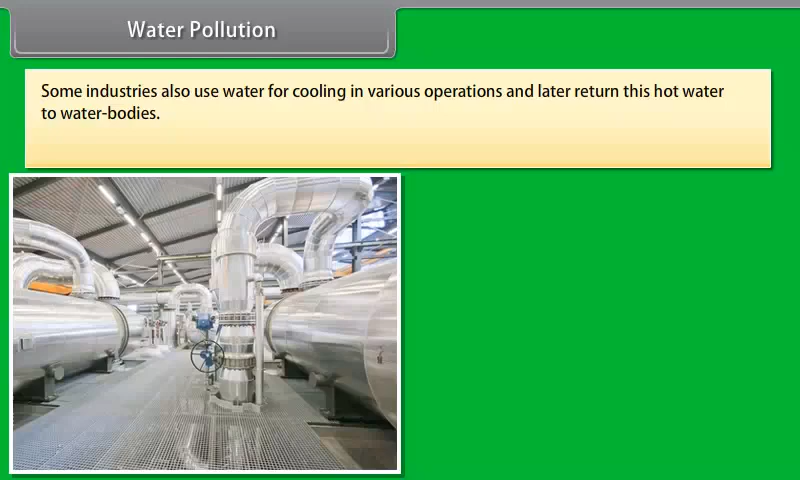 Water Pollution
Some industries also use water for cooling in various operations and later return this hot water
to water-bodies.